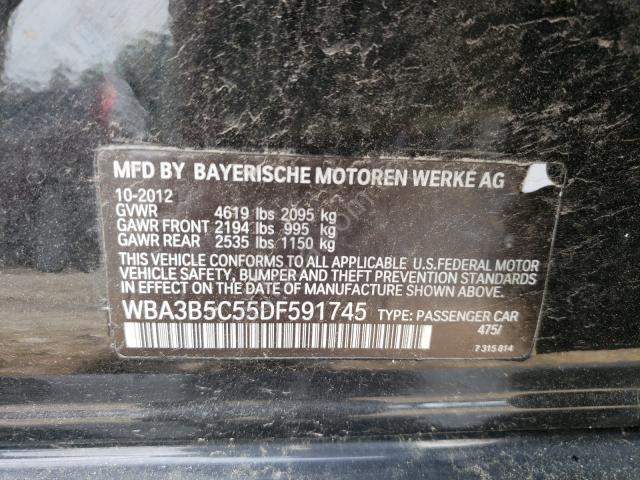 MFD BY BAYERISCHE MOTOREN WERKE AG
10-2012
GVWR 4619 lbs 2095 kg
GAWR FRONT 2194 lbs 995 kg
GAWR REAR 2535 lbs 1150 kg
THIS VEHICLE CONFORMS TO ALL APPLICABLE U.S.FEDERAL MOTOR
VEHICLE SAFETY, BUMPER AND THEFT PREVENTION STANDARDS
IN EFFECT ON THE DATE OF MANUFACTURE SHOWN ABOVE.
WBA3B5C55DF591745 TYPE: PASSENGER CAR
475/
7 315 814